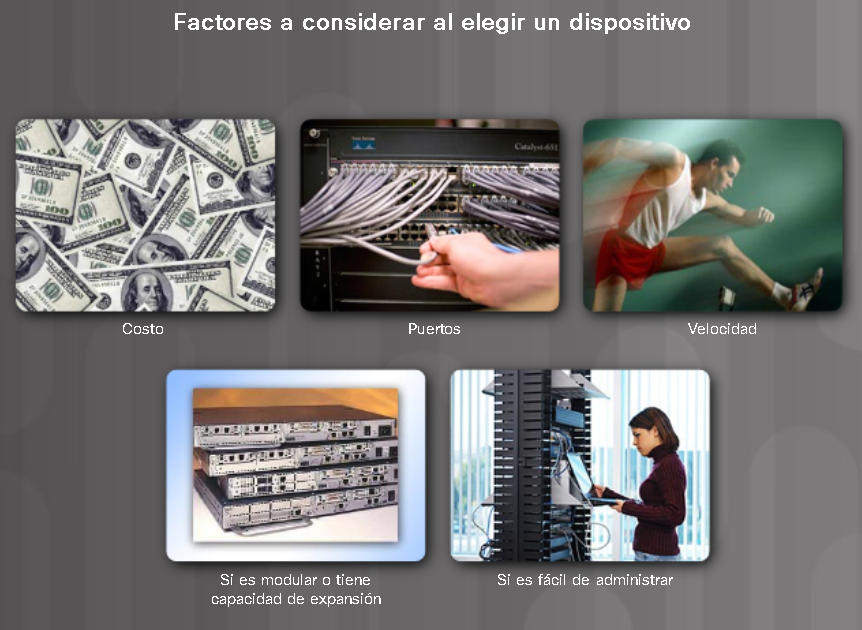 Factores a considerar al elegir un dispositivo
Catalyst-651
Costo
Puertos
Velocidad
Si es modular o tiene
capacidad de expansión
Si es fácil de administrar